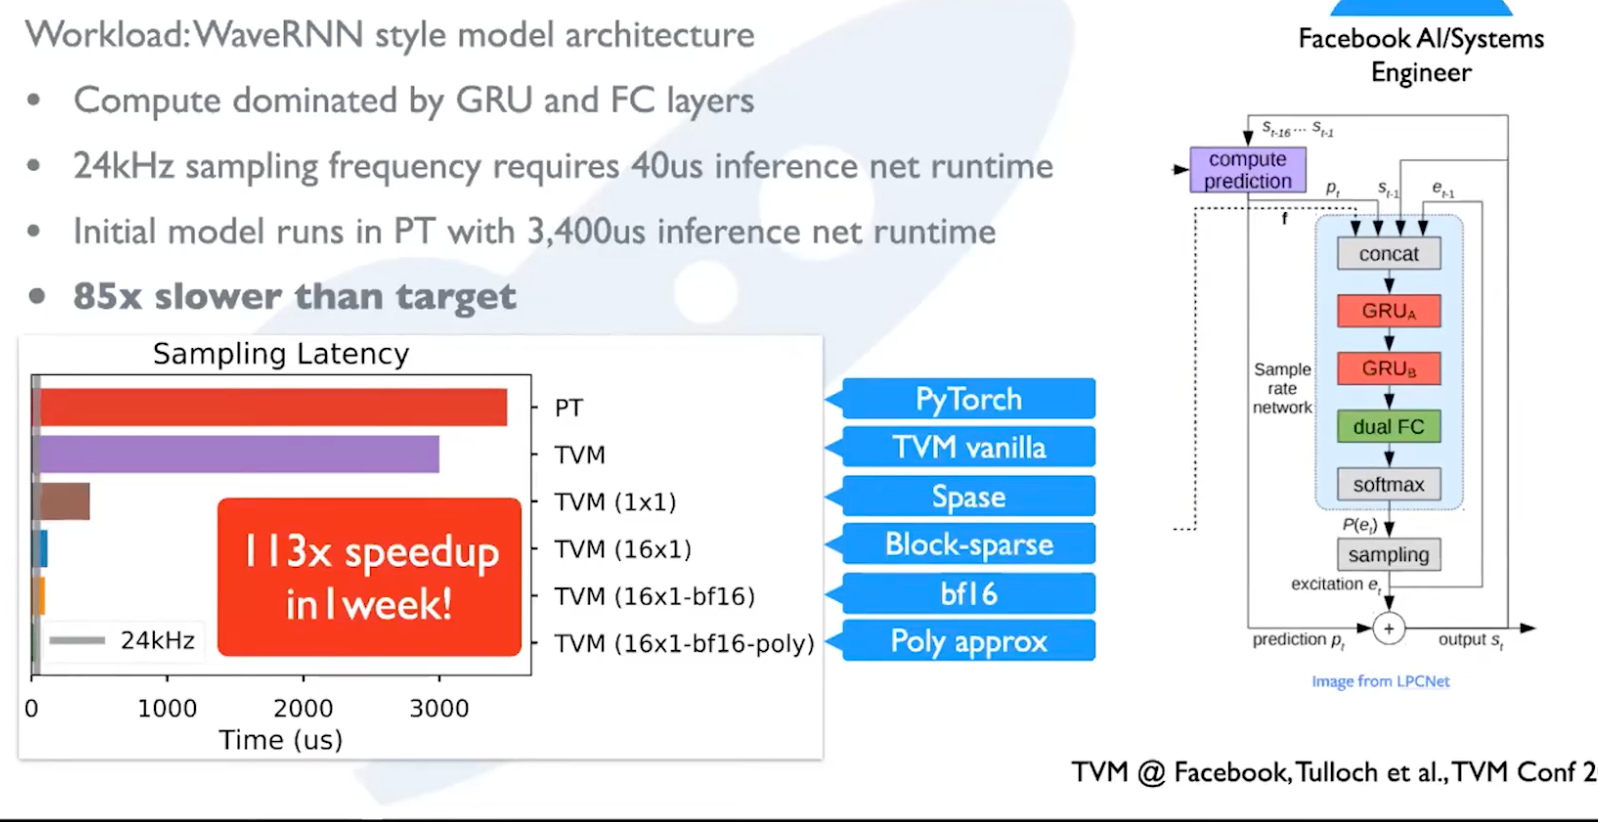 Workload: WaveRNN style model architecture
• Compute dominated by GRU and FC layers
• 24kHz sampling frequency requires 40us inference net runtime
• Initial model runs in PT with 3,400us inference net runtime
• 85x slower than target
Facebook AI/Systems
Engineer
Sampling Latency
PT
TVM
TVM (1x1)
TVM (16x1)
TVM (16x1-bf16)
TVM (16x1-bf16-poly)
113x speedup
in 1 week!
24kHz
0 1000 2000 3000
Time (us)
PyTorch
TVM vanilla
Spase
Block-sparse
bf16
Poly approx
s_{t-16} ... s_{t-1}
compute
prediction
p_t s_{t-1} e_{t-1}
f
concat
GRU_A
GRU_B
dual FC
softmax
Sample
rate
network
P(e_t)
sampling
excitation e_t
+
prediction p_t
output s_t
Image from LPCNet
TVM @ Facebook, Tulloch et al., TVM Conf 2